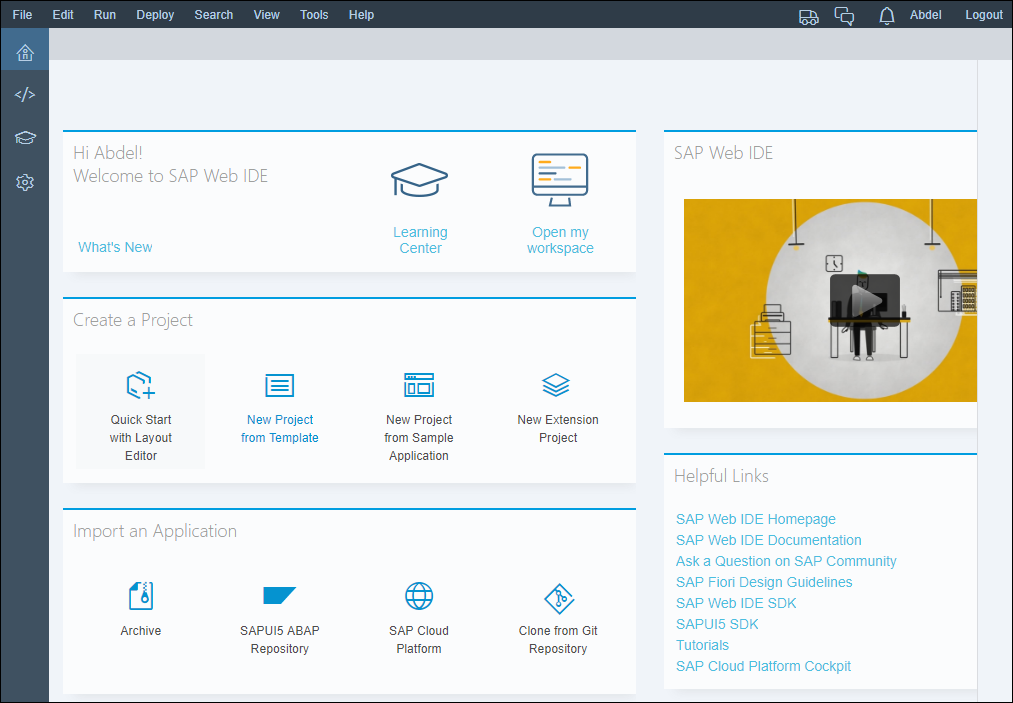 File Edit Run Deploy Search View Tools Help Abdel Logout
Hi Abdel!
Welcome to SAP Web IDE
What's New
Learning
Center
Open my
workspace
SAP Web IDE
Create a Project
Quick Start
with Layout
Editor
New Project
from Template
New Project
from Sample
Application
New Extension
Project
Import an Application
Archive
SAPUI5 ABAP
Repository
SAP Cloud
Platform
Clone from Git
Repository
Helpful Links
SAP Web IDE Homepage
SAP Web IDE Documentation
Ask a Question on SAP Community
SAP Fiori Design Guidelines
SAP Web IDE SDK
SAPUI5 SDK
Tutorials
SAP Cloud Platform Cockpit